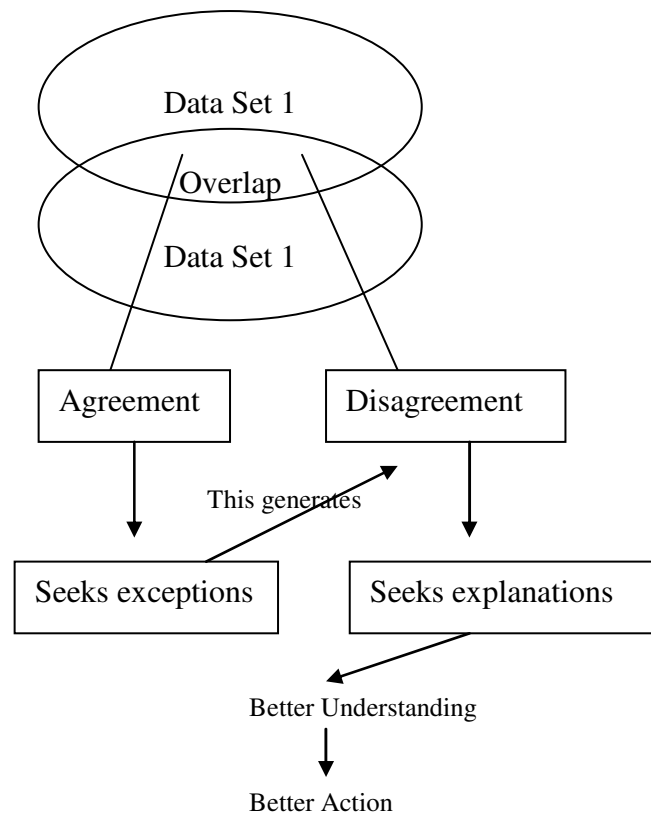 Data Set 1
Overlap
Data Set 1
Agreement
Disagreement
This generates
Seeks exceptions
Seeks explanations
Better Understanding
Better Action